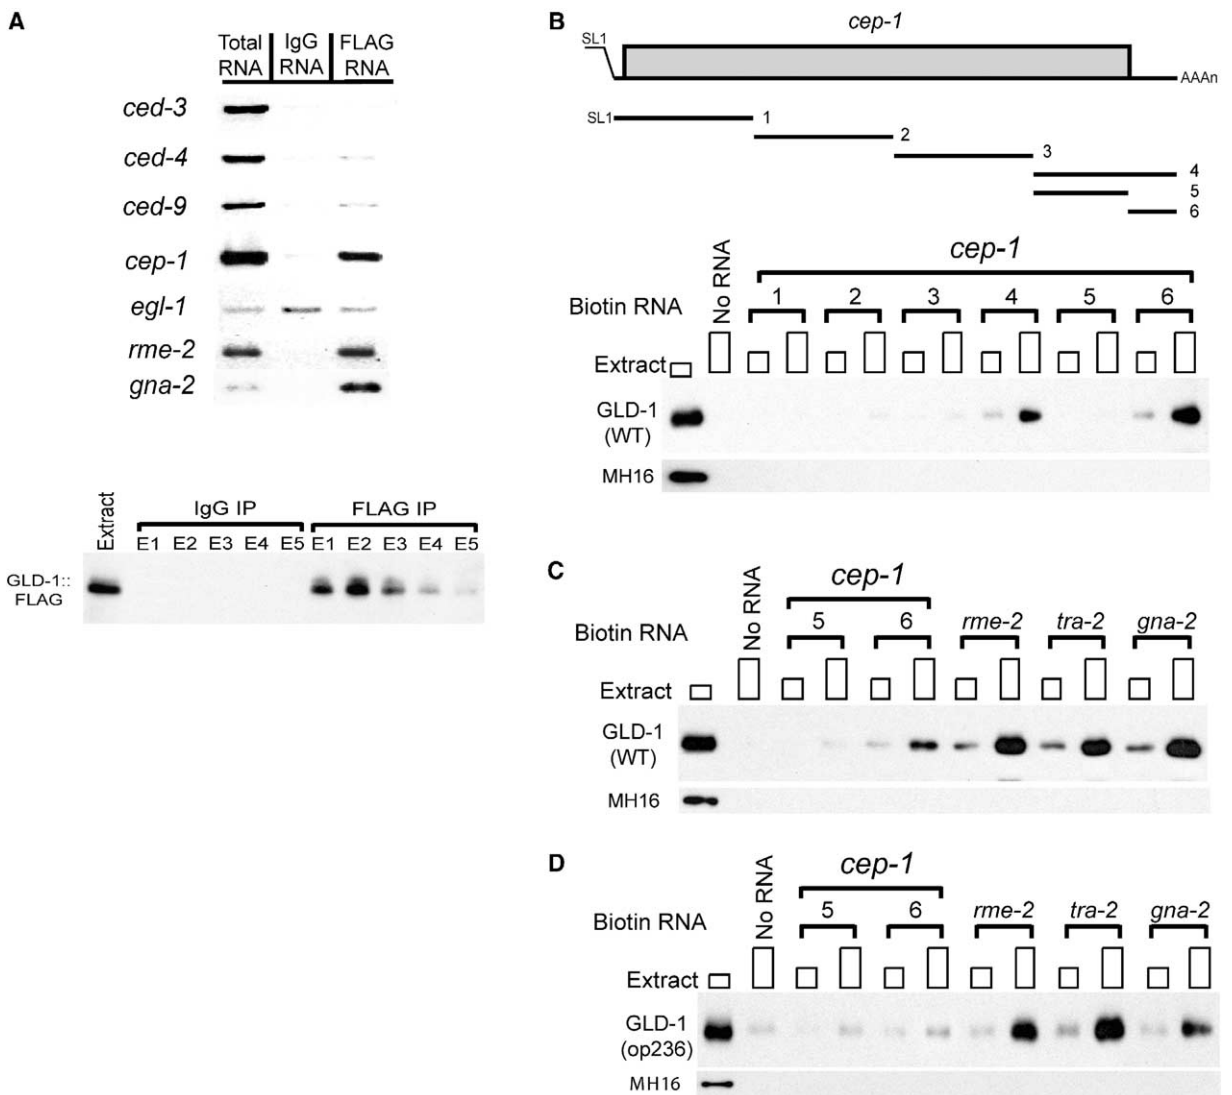 A
Total RNA
IgG RNA
FLAG RNA
ced-3
ced-4
ced-9
cep-1
egl-1
rme-2
gna-2
Extract
IgG IP
FLAG IP
E1 E2 E3 E4 E5 E1 E2 E3 E4 E5
GLD-1::
FLAG
B
cep-1
SL1
AAAn
SL1
1
2
3
4
5
6
No RNA
cep-1
Biotin RNA
1 2 3 4 5 6
Extract
GLD-1
(WT)
MH16
C
No RNA
cep-1
Biotin RNA
5 6 rme-2 tra-2 gna-2
Extract
GLD-1
(WT)
MH16
D
No RNA
cep-1
Biotin RNA
5 6 rme-2 tra-2 gna-2
Extract
GLD-1
(op236)
MH16